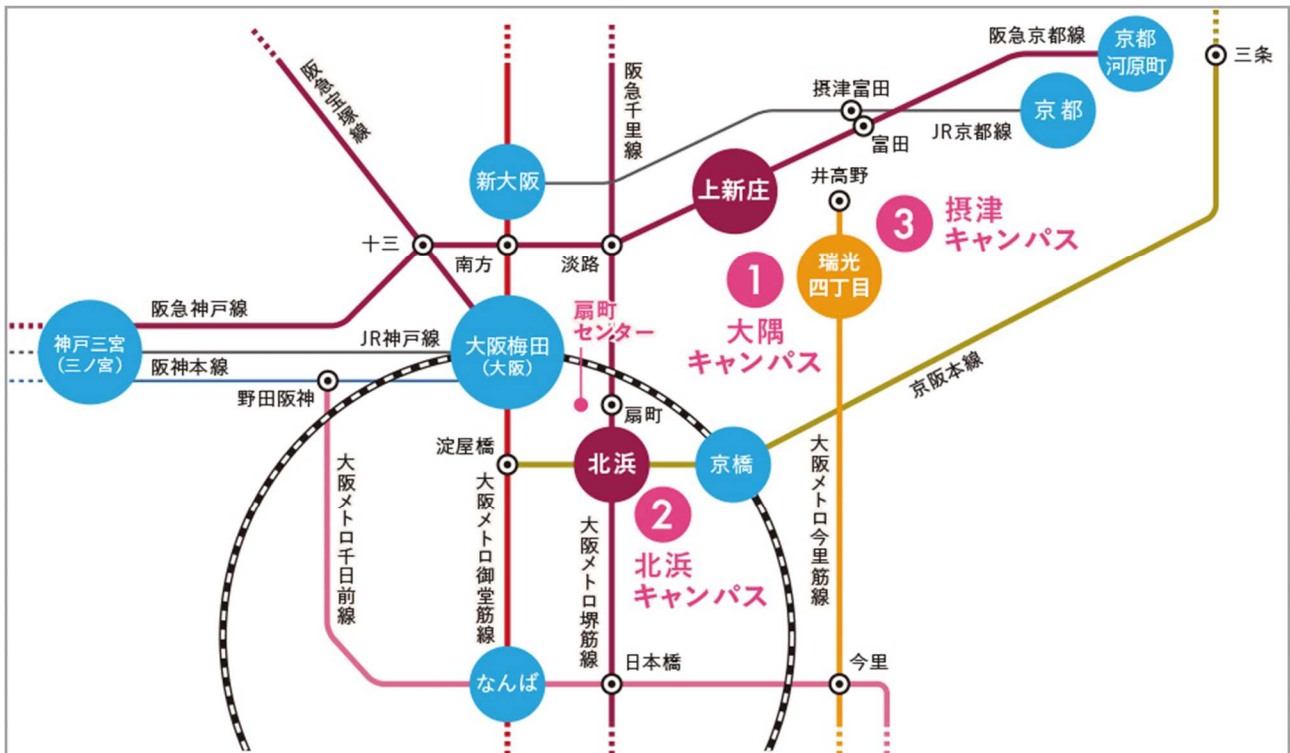 阪急宝塚線
阪急千里線
阪急京都線
京都
河原町
三条
摂津富田
富田
JR京都線
京都
新大阪
上新庄
井高野
3
摂津
キャンパス
十三
南方
淡路
1
大隅
キャンパス
瑞光
四丁目
阪急神戸線
神戸三宮
(三ノ宮)
JR神戸線
阪神本線
野田阪神
大阪梅田
(大阪)
扇町
センター
扇町
京阪本線
淀屋橋
北浜
京橋
2
北浜
キャンパス
大阪メトロ千日前線
大阪メトロ御堂筋線
大阪メトロ堺筋線
大阪メトロ今里筋線
なんば
日本橋
今里